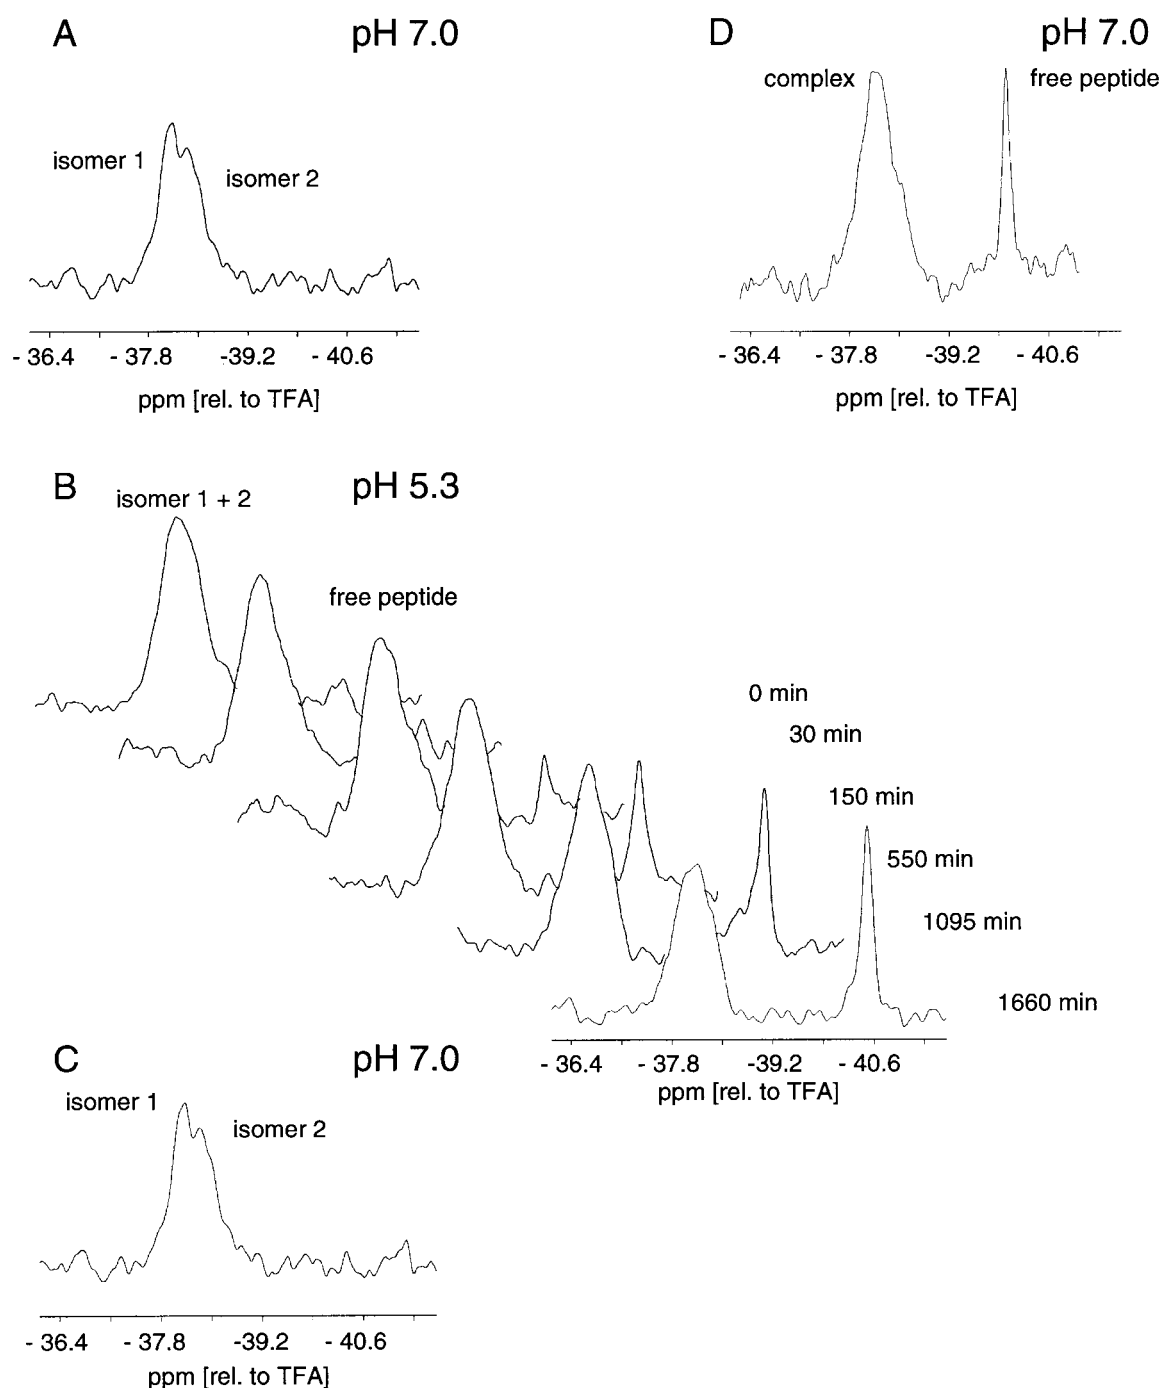 A
pH 7.0
isomer 1
isomer 2
- 36.4 - 37.8 -39.2 - 40.6
ppm [rel. to TFA]
D
pH 7.0
complex
free peptide
- 36.4 - 37.8 -39.2 - 40.6
ppm [rel. to TFA]
B
pH 5.3
isomer 1 + 2
free peptide
0 min
30 min
150 min
550 min
1095 min
1660 min
- 36.4 - 37.8 -39.2 - 40.6
ppm [rel. to TFA]
C
pH 7.0
isomer 1
isomer 2
- 36.4 - 37.8 -39.2 - 40.6
ppm [rel. to TFA]